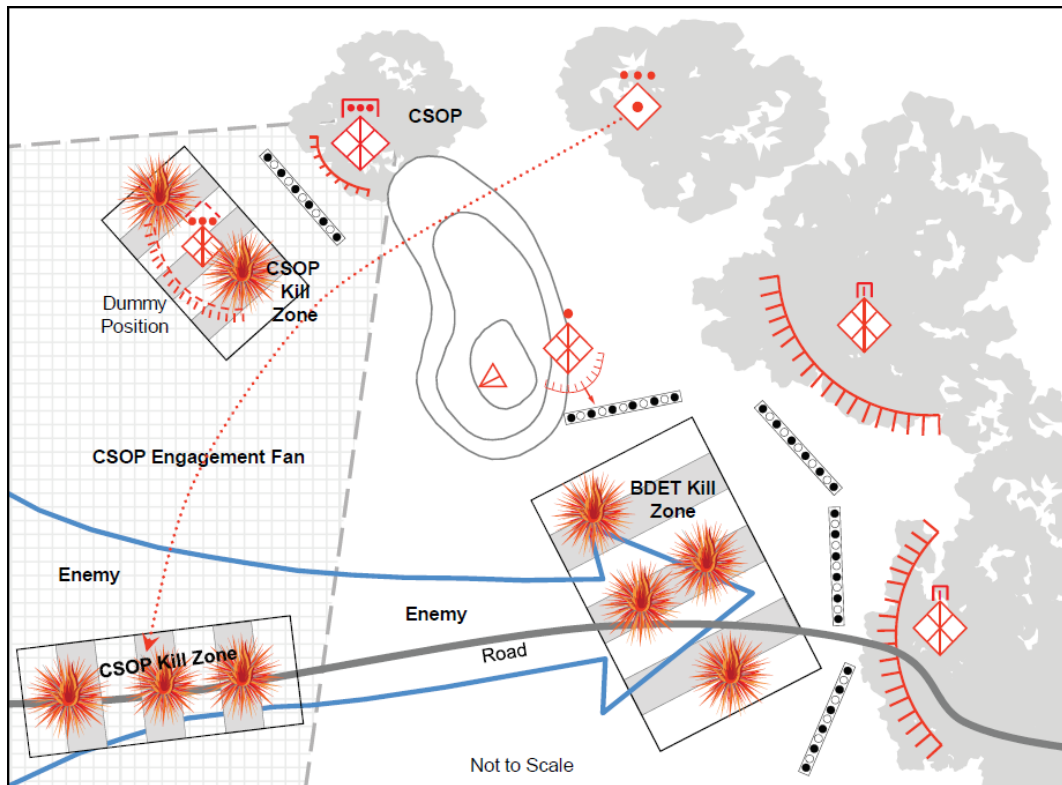 CSOP
CSOP
Kill
Zone
Dummy
Position
CSOP Engagement Fan
BDET Kill
Zone
Enemy
Enemy
Road
CSOP Kill Zone
Not to Scale